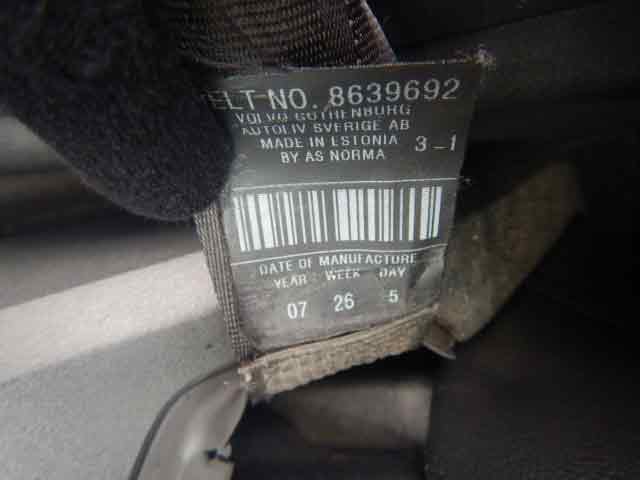 ELT NO. 8639692
VOLVO GOTHENBURG
AUTOLIV SVERIGE AB
MADE IN ESTONIA 3-1
BY AS NORMA
DATE OF MANUFACTURE
YEAR WEEK DAY
07 26 5